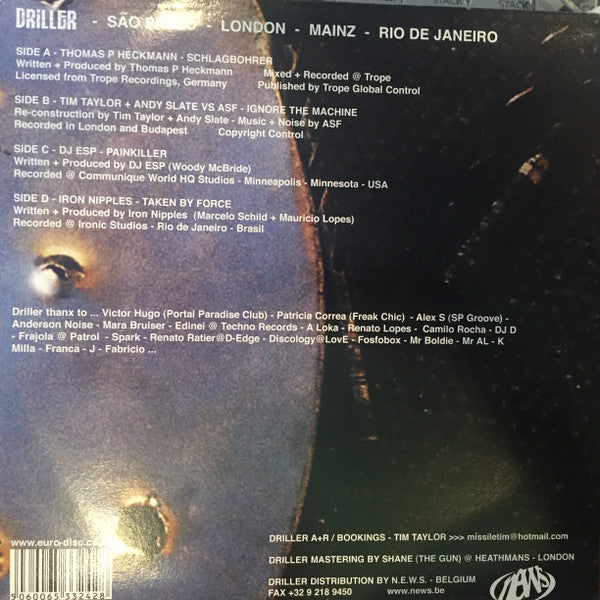 DRILLER - SÃO - LONDON - MAINZ - RIO DE JANEIRO
SIDE A - THOMAS P HECKMANN - SCHLAGBOHRER
Written + Produced by Thomas P Heckmann Mixed + Recorded @ Trope
Licensed from Trope Recordings, Germany Published by Trope Global Control
SIDE B - TIM TAYLOR + ANDY SLATE VS ASF - IGNORE THE MACHINE
Re-construction by Tim Taylor + Andy Slate - Music + Noise by ASF
Recorded in London and Budapest Copyright Control
SIDE C - DJ ESP - PAINKILLER
Written + Produced by DJ ESP (Woody McBride)
Recorded @ Communique World HQ Studios - Minneapolis - Minnesota - USA
SIDE D - IRON NIPPLES - TAKEN BY FORCE
Written + Produced by Iron Nipples (Marcelo Schild + Mauricio Lopes)
Recorded @ Ironic Studios - Rio de Janeiro - Brasil
Driller thanx to ... Victor Hugo (Portal Paradise Club) - Patricia Correa (Freak Chic) - Alex S (SP Groove) -
Anderson Noise - Mara Bruiser - Edinei @ Techno Records - A Loka - Renato Lopes - Camilo Rocha - DJ D
- Frajola @ Patrol - Spark - Renato Ratier@D-Edge - Discology@LovE - Fosfobox - Mr Boldie - Mr AL - K
Milla - Franca - J - Fabricio ...
www.euro-disc.co
DRILLER A+R / BOOKINGS - TIM TAYLOR >>> missiletim@hotmail.com
DRILLER MASTERING BY SHANE (THE GUN) @ HEATHMANS - LONDON
DRILLER DISTRIBUTION BY N.E.W.S. - BELGIUM
FAX +32 9 218 9450 www.news.be
5060065 332428
NEWS